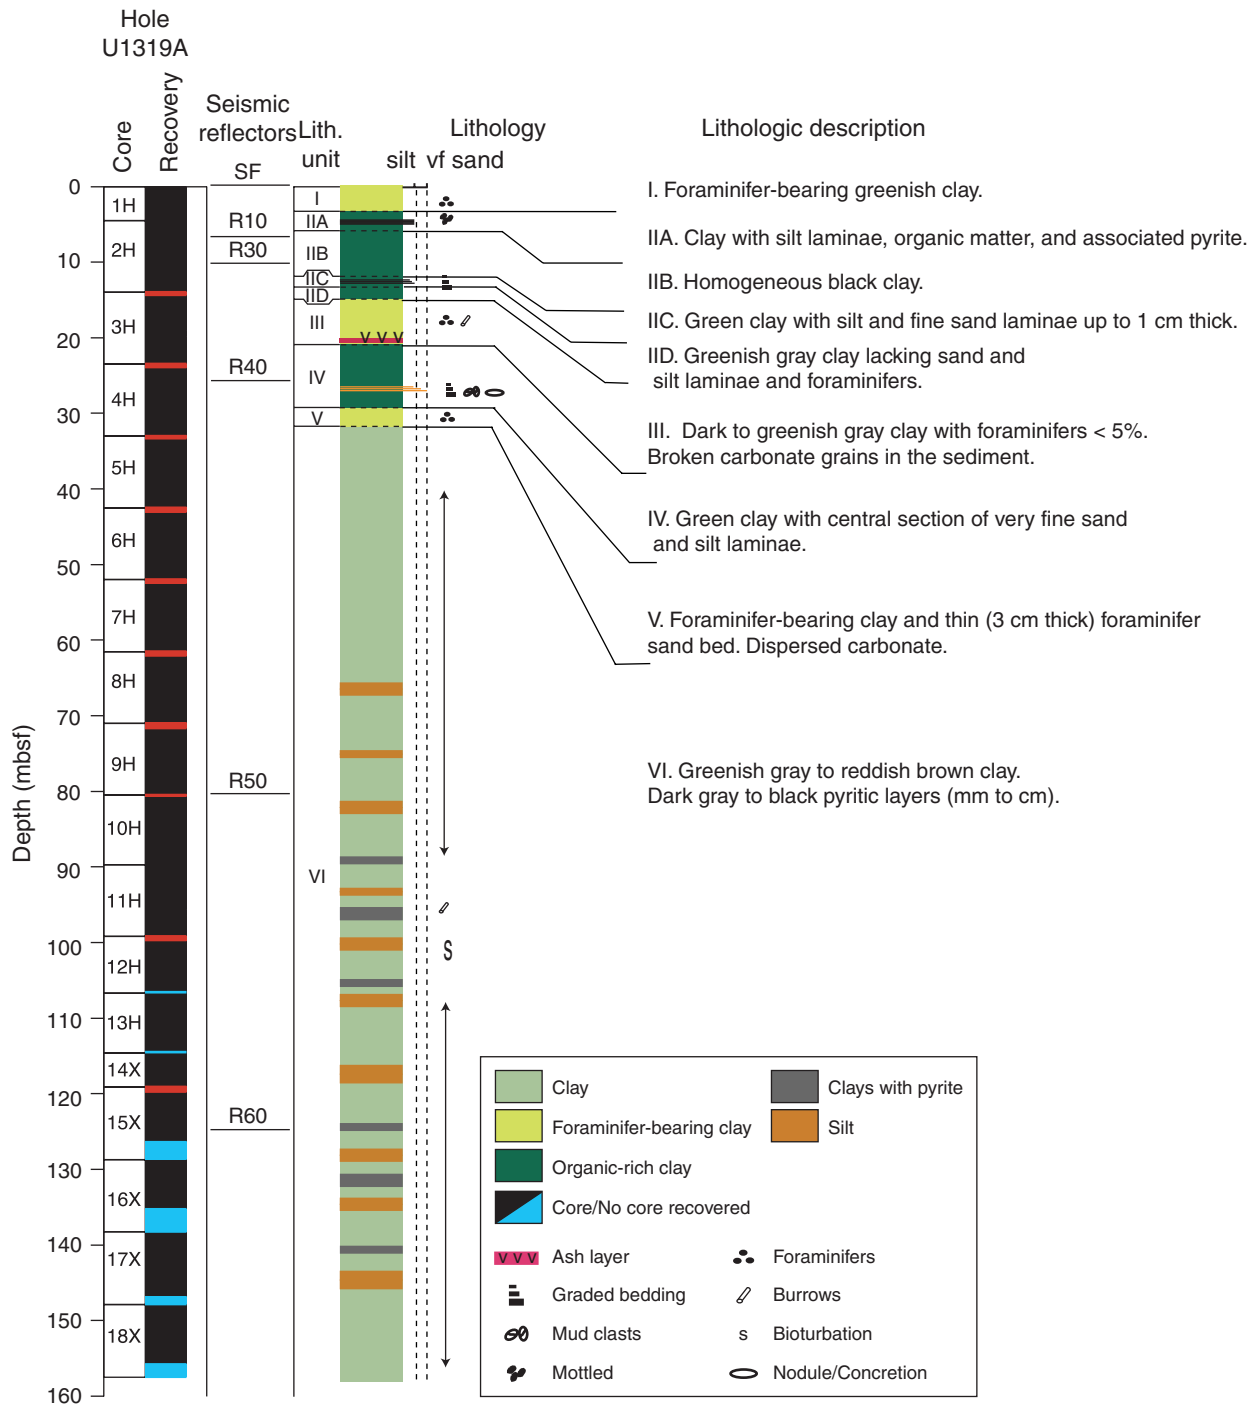 Hole
U1319A
Core
Recovery
Seismic
reflectors
Lith.
unit
Lithology
silt
vf sand
Lithologic description
Depth (mbsf)
0
10
20
30
40
50
60
70
80
90
100
110
120
130
140
150
160
1H
2H
3H
4H
5H
6H
7H
8H
9H
10H
11H
12H
13H
14X
15X
16X
17X
18X
SF
R10
R30
R40
R50
R60
I
IIA
IIB
IIC
IID
III
IV
V
VI
V V V
S
I. Foraminifer-bearing greenish clay.
IIA. Clay with silt laminae, organic matter, and associated pyrite.
IIB. Homogeneous black clay.
IIC. Green clay with silt and fine sand laminae up to 1 cm thick.
IID. Greenish gray clay lacking sand and
silt laminae and foraminifers.
III. Dark to greenish gray clay with foraminifers < 5%.
Broken carbonate grains in the sediment.
IV. Green clay with central section of very fine sand
and silt laminae.
V. Foraminifer-bearing clay and thin (3 cm thick) foraminifer
sand bed. Dispersed carbonate.
VI. Greenish gray to reddish brown clay.
Dark gray to black pyritic layers (mm to cm).
Clay
Clays with pyrite
Foraminifer-bearing clay
Silt
Organic-rich clay
Core/No core recovered
V V V
Ash layer
Foraminifers
Graded bedding
Burrows
Mud clasts
s
Bioturbation
Mottled
Nodule/Concretion